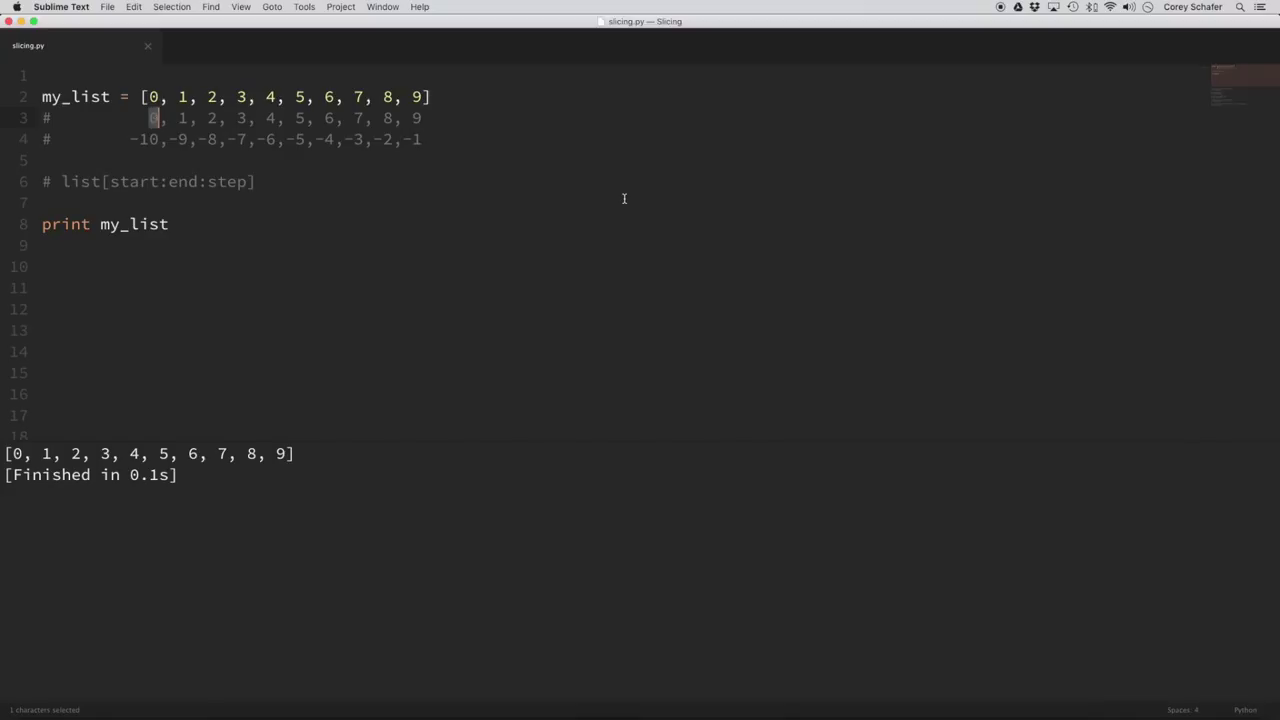 Sublime Text File Edit Selection Find View Goto Tools Project Window Help Corey Schafer
slicing.py — Slicing
slicing.py
1
2 my_list = [0, 1, 2, 3, 4, 5, 6, 7, 8, 9]
3 # 0, 1, 2, 3, 4, 5, 6, 7, 8, 9
4 # -10,-9,-8,-7,-6,-5,-4,-3,-2,-1
5
6 # list[start:end:step]
7
8 print my_list
9
10
11
12
13
14
15
16
17
18
[0, 1, 2, 3, 4, 5, 6, 7, 8, 9]
[Finished in 0.1s]
1 characters selected Spaces: 4 Python